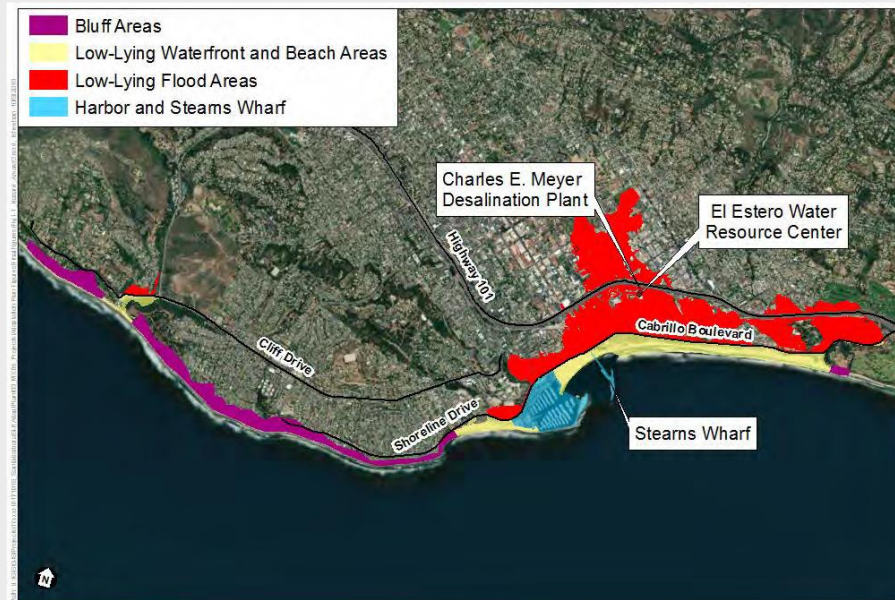 Bluff Areas
Low-Lying Waterfront and Beach Areas
Low-Lying Flood Areas
Harbor and Stearns Wharf
Charles E. Meyer
Desalination Plant
El Estero Water
Resource Center
Highway 101
Cabrillo Boulevard
Cliff Drive
Shoreline Drive
Stearns Wharf
N